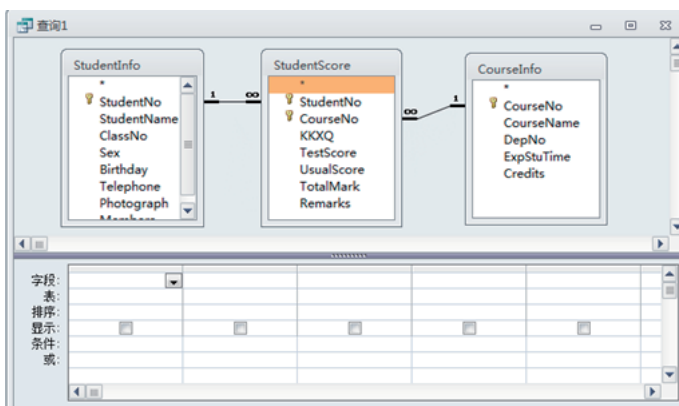 查询1
StudentInfo
*
StudentNo
StudentName
ClassNo
Sex
Birthday
Telephone
Photograph
Members
1
∞
StudentScore
*
StudentNo
CourseNo
KKXQ
TestScore
UsualScore
TotalMark
Remarks
∞
1
CourseInfo
*
CourseNo
CourseName
DepNo
ExpStuTime
Credits
字段:
表:
排序:
显示:
条件:
或: